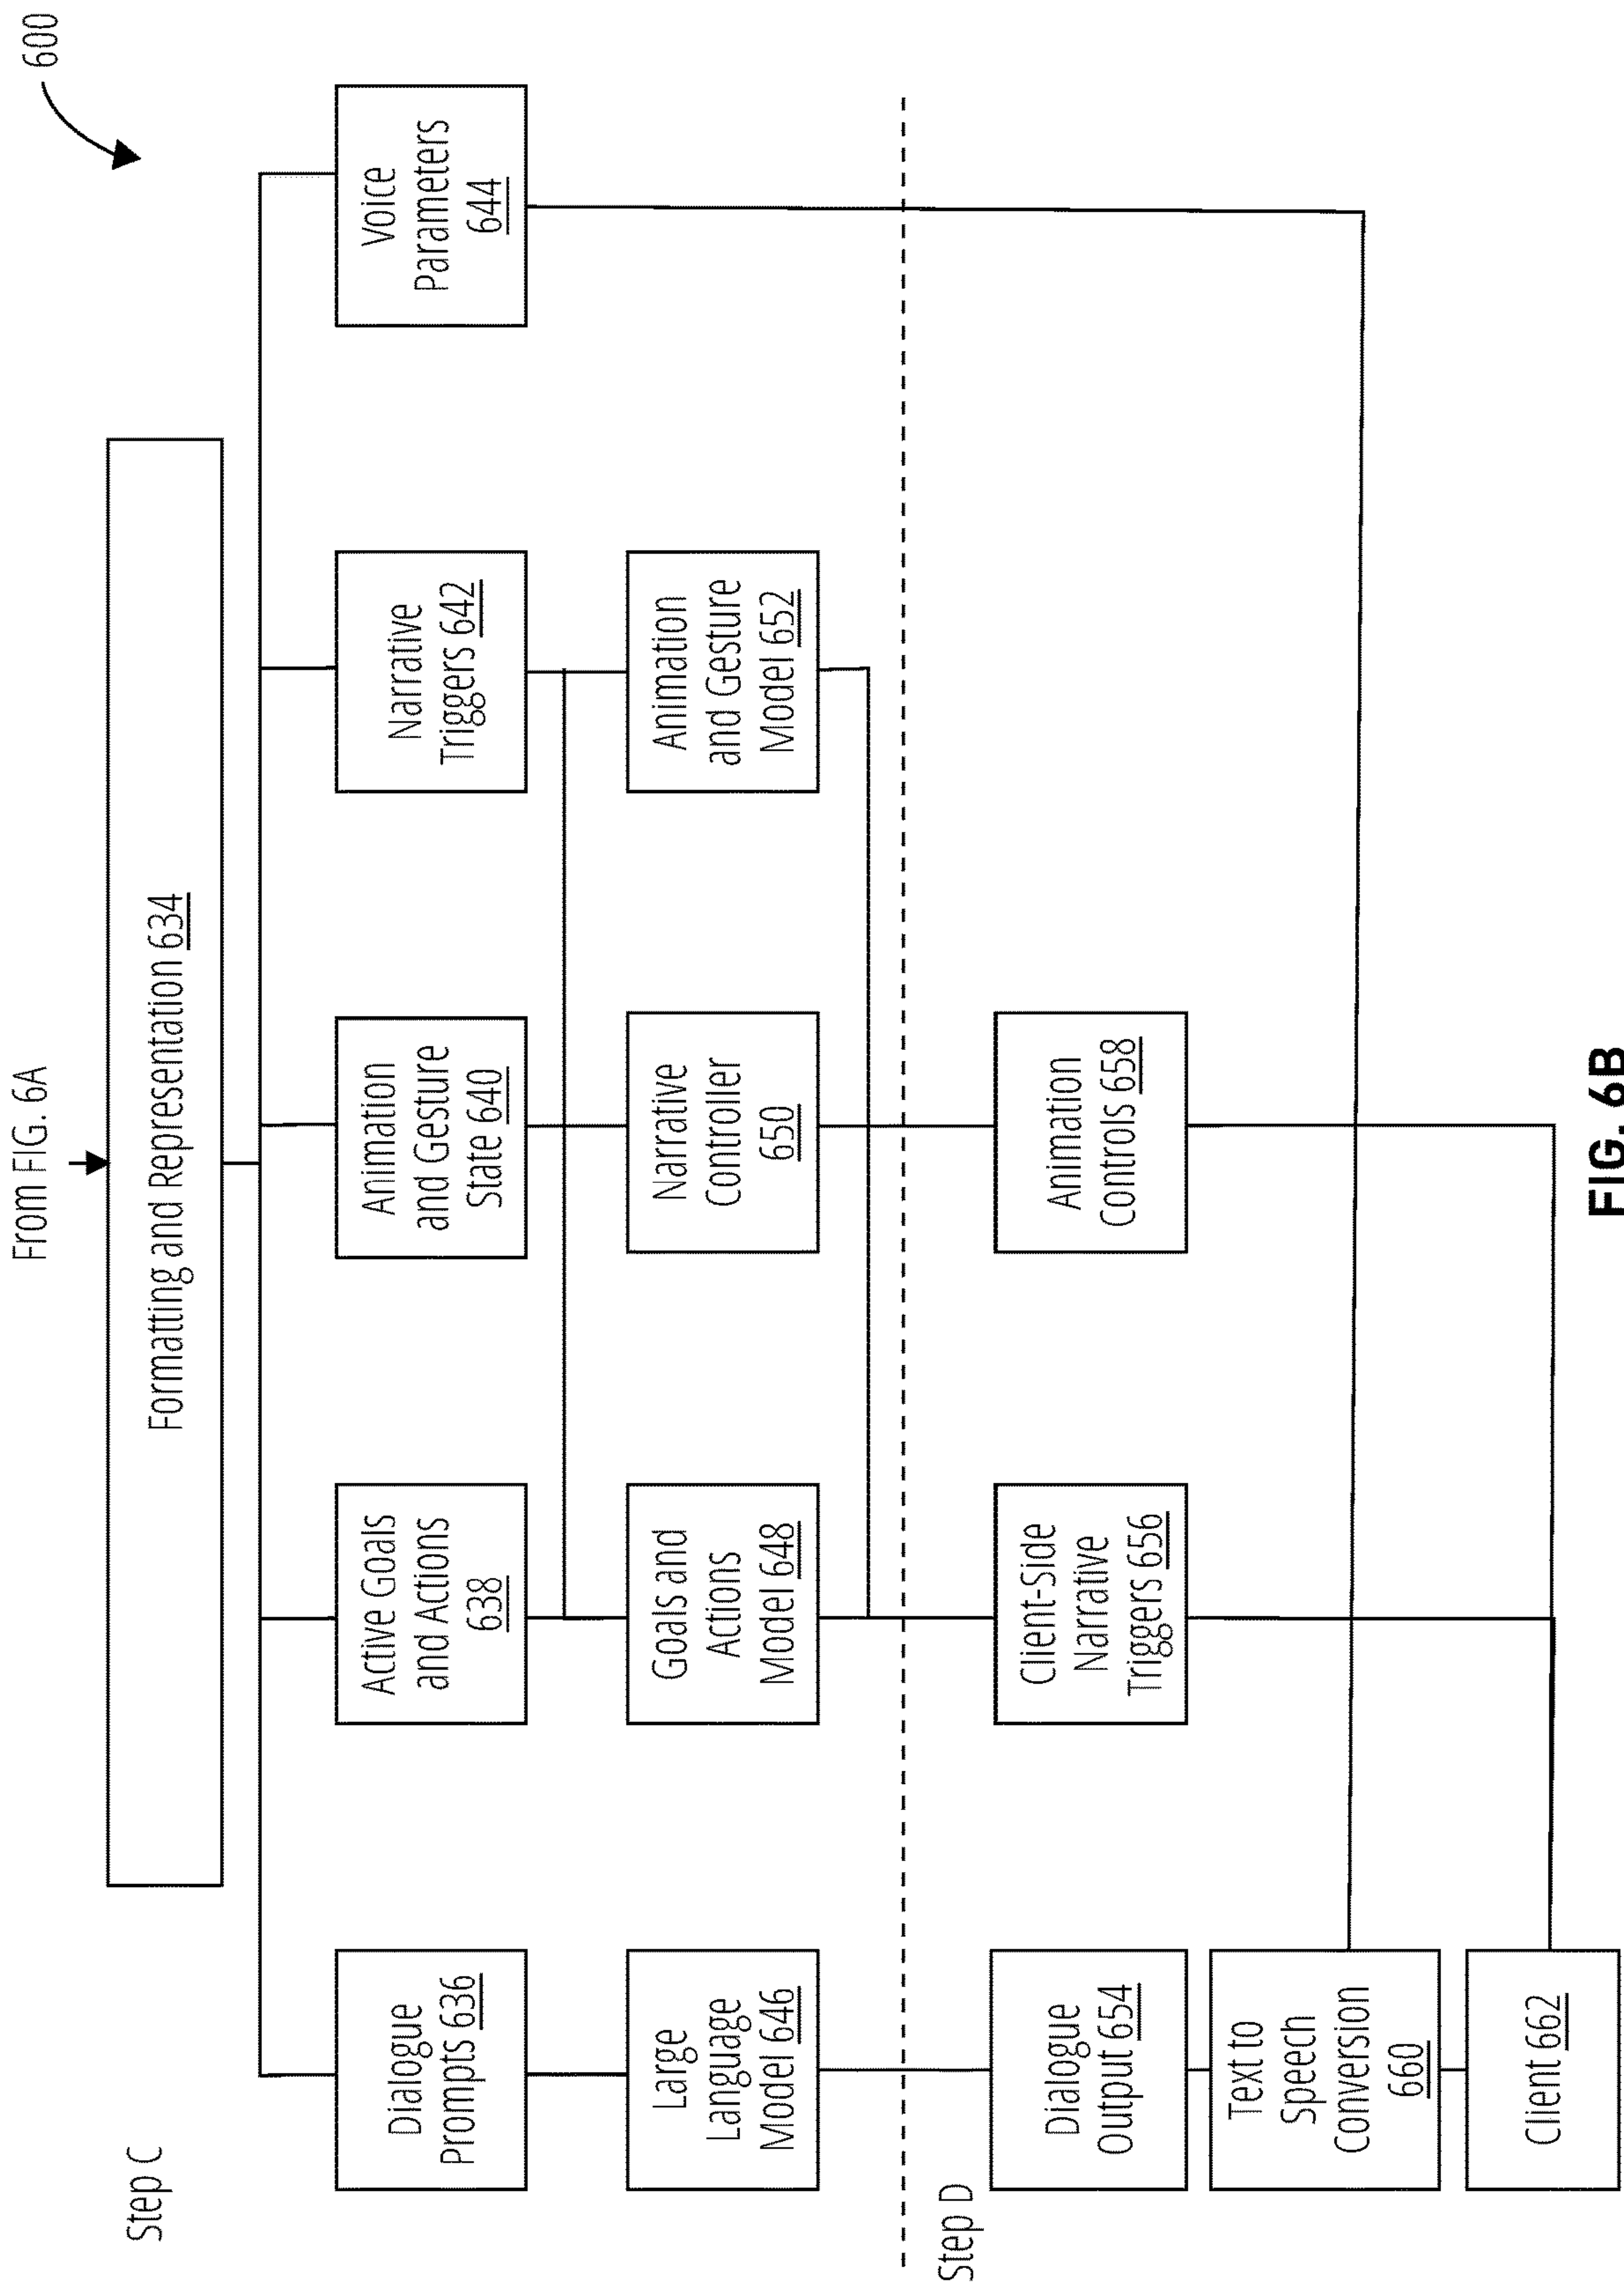 600
From FIG. 6A
Step C
Formatting and Representation 634
Dialogue
Prompts 636
Active Goals
and Actions
638
Animation
and Gesture
State 640
Narrative
Triggers 642
Voice
Parameters
644
Large
Language
Model 646
Goals and
Actions
Model 648
Narrative
Controller
650
Animation
and Gesture
Model 652
Step D
Dialogue
Output 654
Client-Side
Narrative
Triggers 656
Animation
Controls 658
Text to
Speech
Conversion
660
Client 662
FIG. 6B